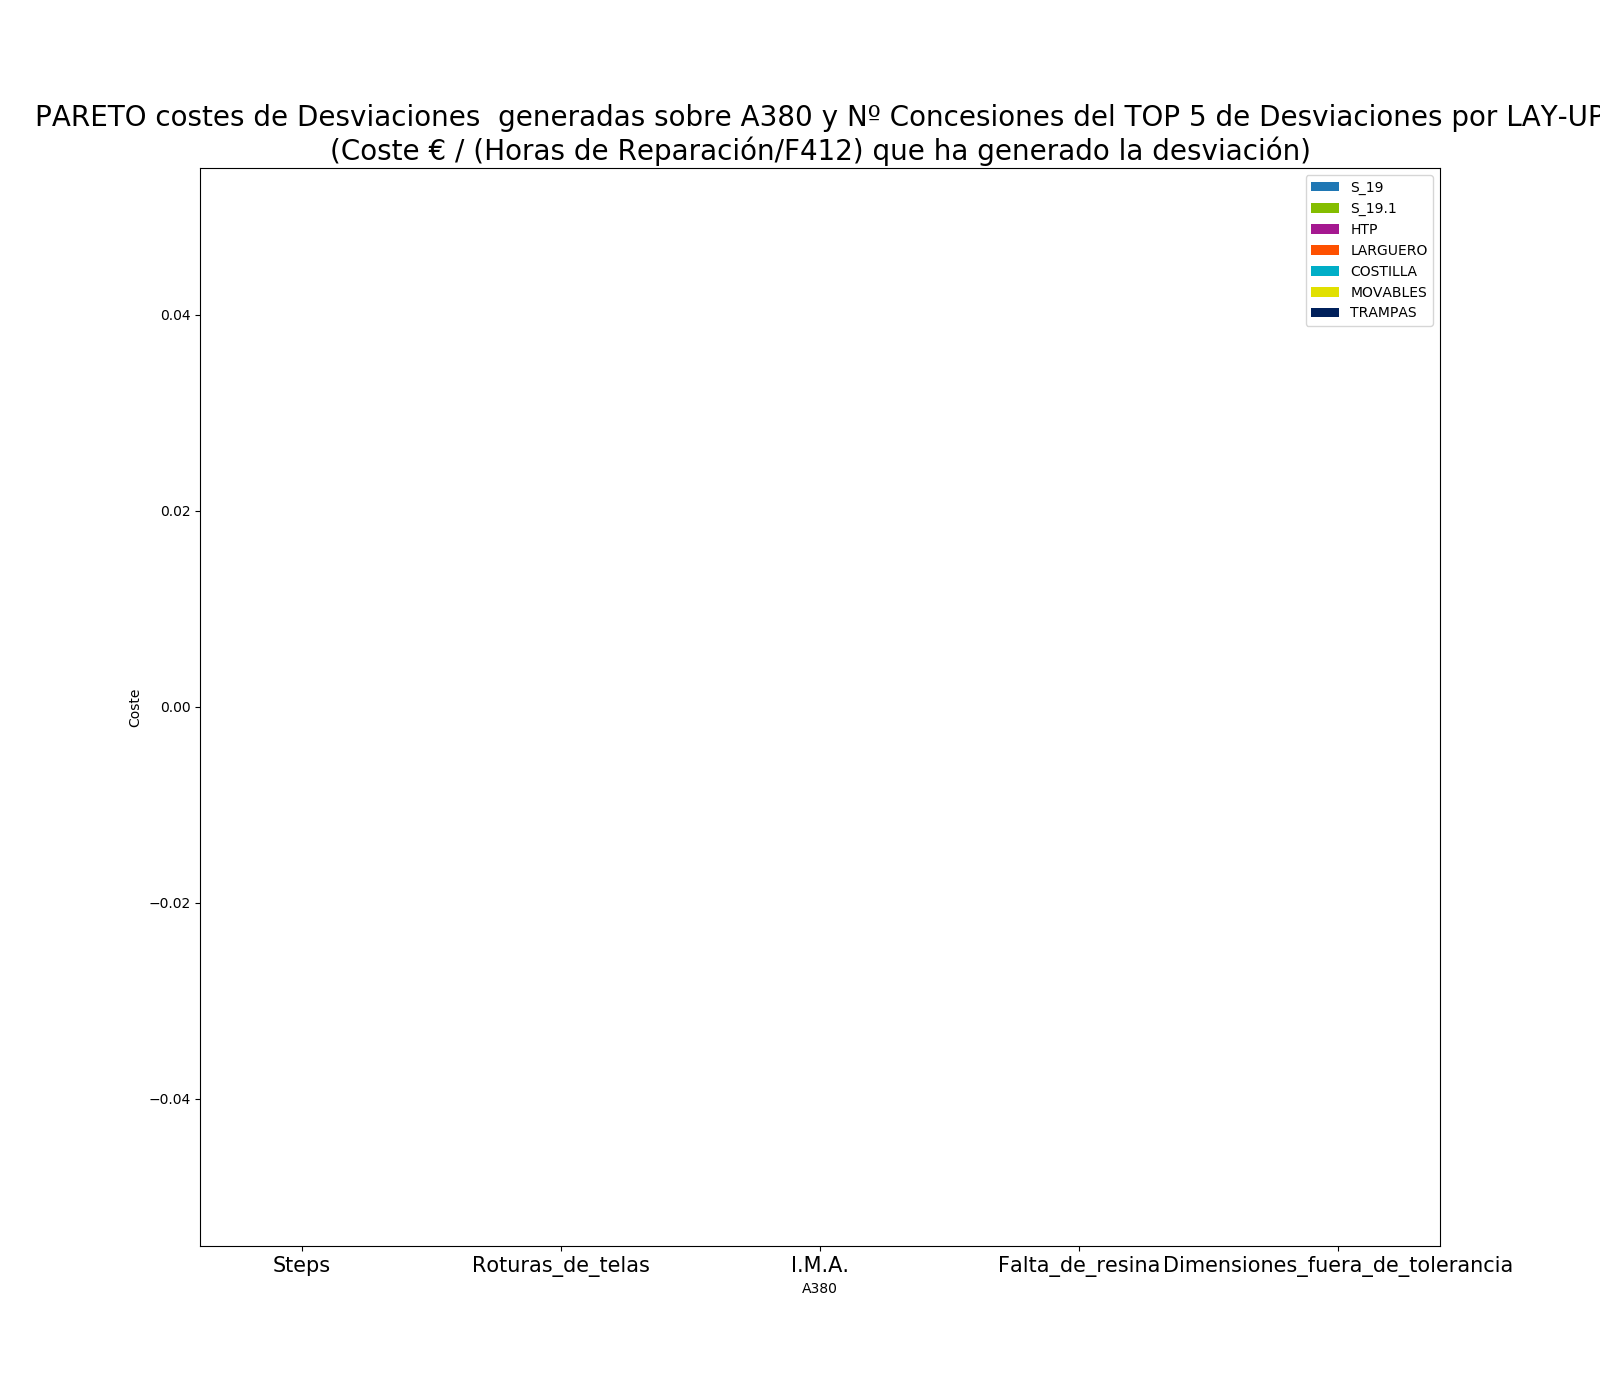 PARETO costes de Desviaciones  generadas sobre A380 y Nº Concesiones del TOP 5 de Desviaciones por LAY-UP
(Coste € / (Horas de Reparación/F412) que ha generado la desviación)
S_19
S_19.1
HTP
LARGUERO
COSTILLA
MOVABLES
TRAMPAS
0.04
0.02
0.00
−0.02
−0.04
Coste
Steps
Roturas_de_telas
I.M.A.
Falta_de_resina
Dimensiones_fuera_de_tolerancia
A380